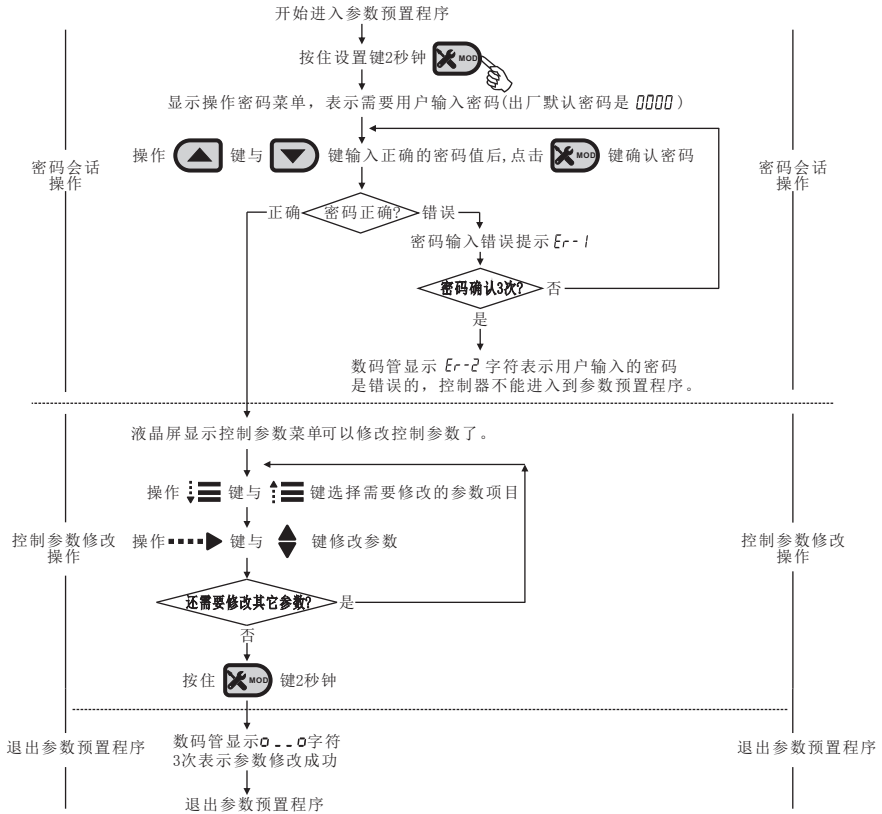 开始进入参数预置程序
按住设置键2秒钟 MOD
显示操作密码菜单，表示需要用户输入密码(出厂默认密码是 0000)
操作 键与 键输入正确的密码值后,点击 MOD 键确认密码
密码会话
操作
密码会话
操作
正确 密码正确? 错误
密码输入错误提示 Er-1
密码确认3次? 否
是
数码管显示 Er-2 字符表示用户输入的密码
是错误的，控制器不能进入到参数预置程序。
液晶屏显示控制参数菜单可以修改控制参数了。
操作 键与 键选择需要修改的参数项目
控制参数修改
操作
操作 键与 键修改参数
控制参数修改
操作
还需要修改其它参数? 是
否
按住 MOD 键2秒钟
退出参数预置程序
数码管显示o__o字符
3次表示参数修改成功
退出参数预置程序
退出参数预置程序